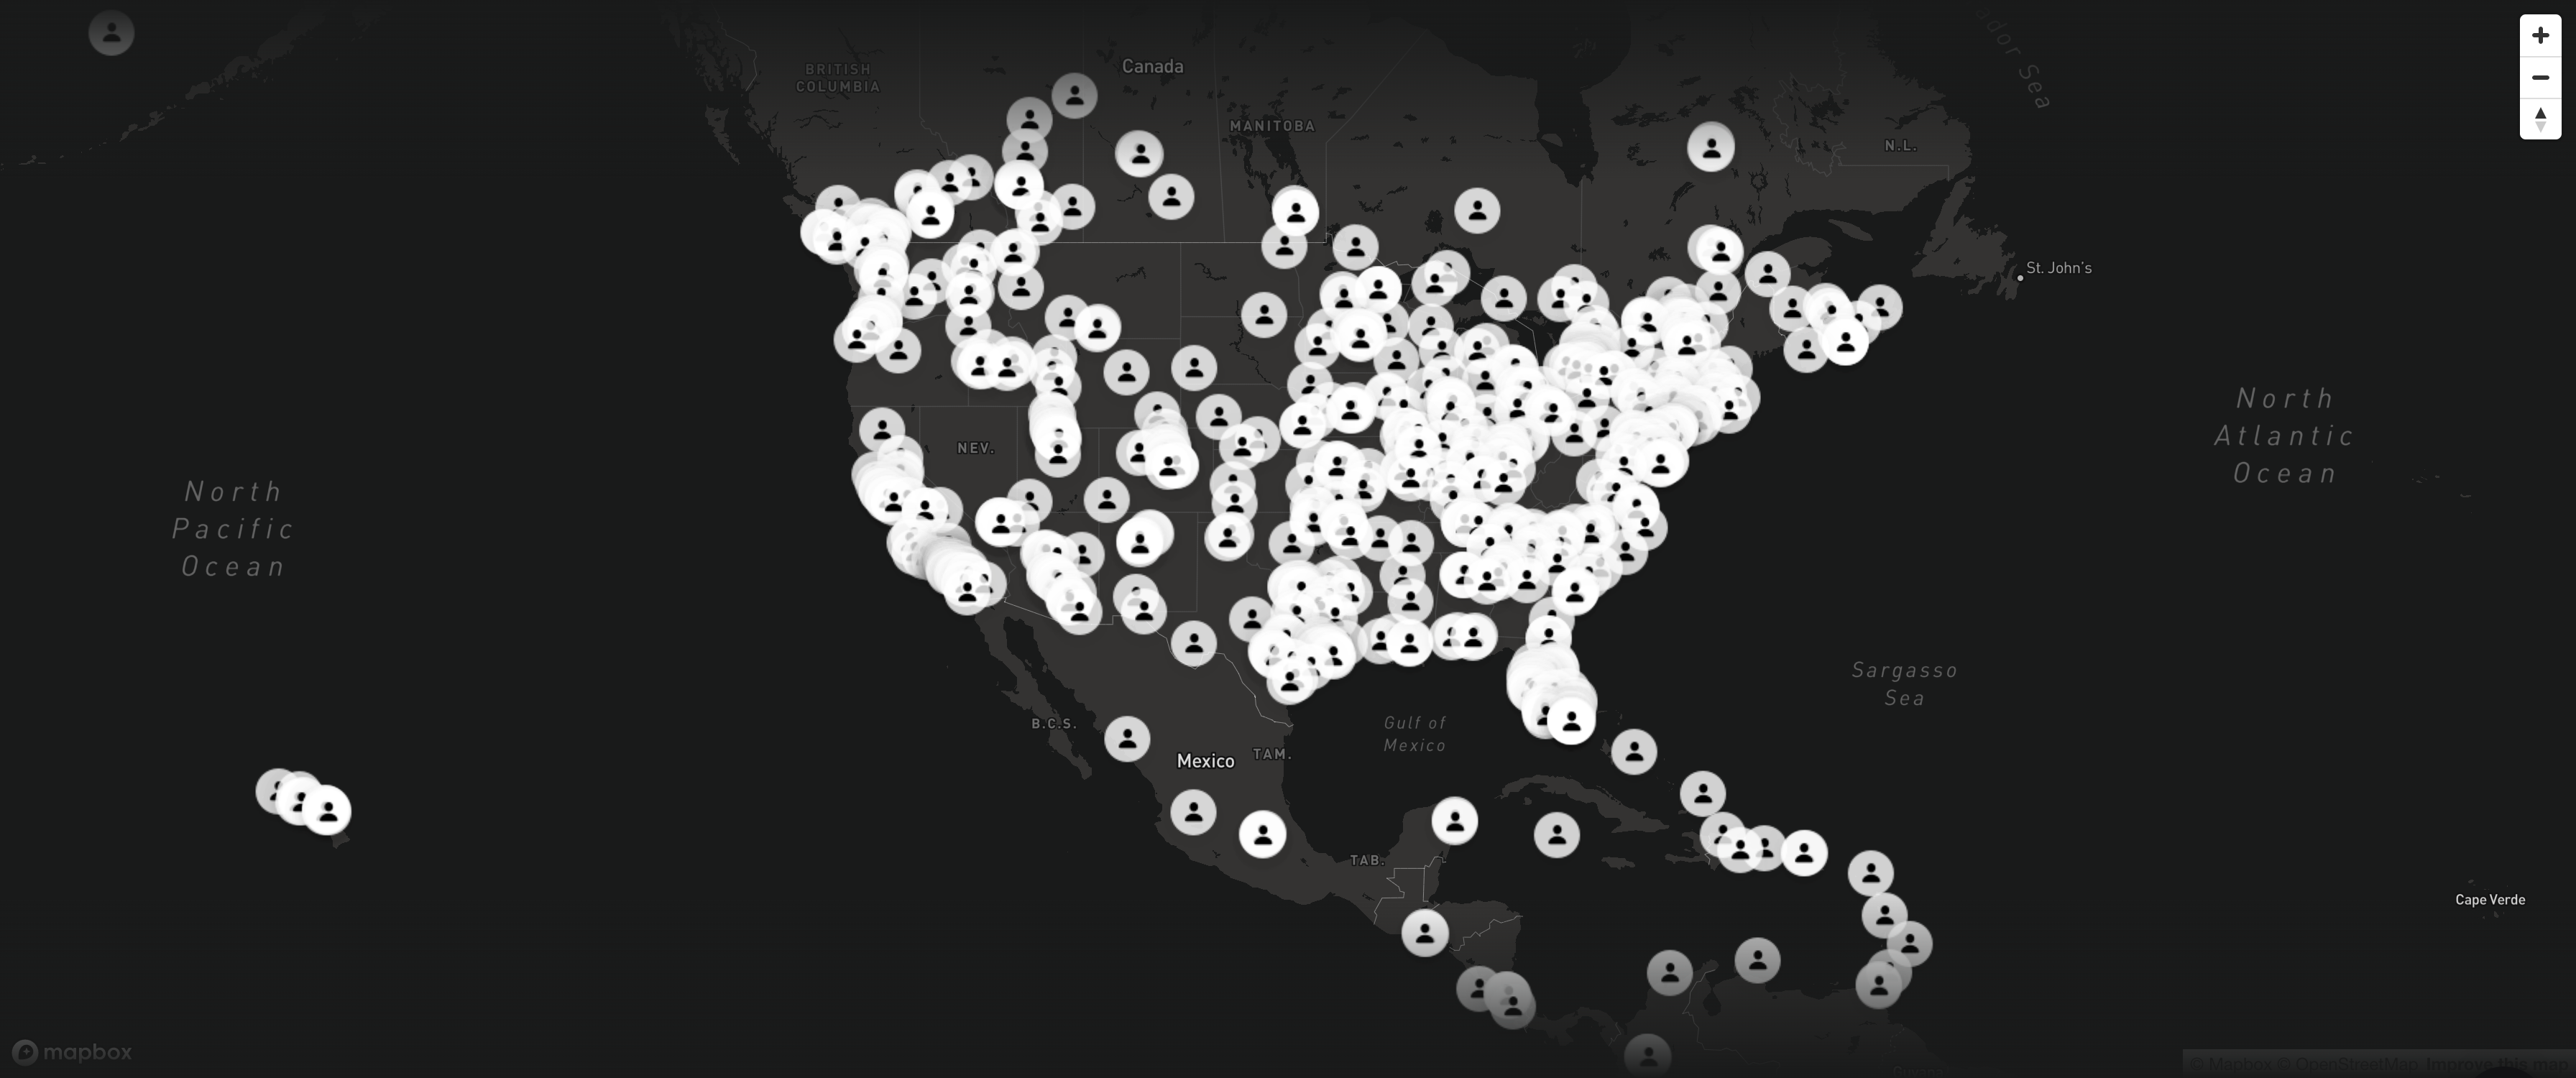 Canada
BRITISH
COLUMBIA
MANITOBA
N.L.
St. John's
NEV.
North
Pacific
Ocean
North
Atlantic
Ocean
Sargasso
Sea
Gulf of
Mexico
B.C.S.
Mexico
TAM.
TAB.
Cape Verde
mapbox
© Mapbox © OpenStreetMap Improve this map